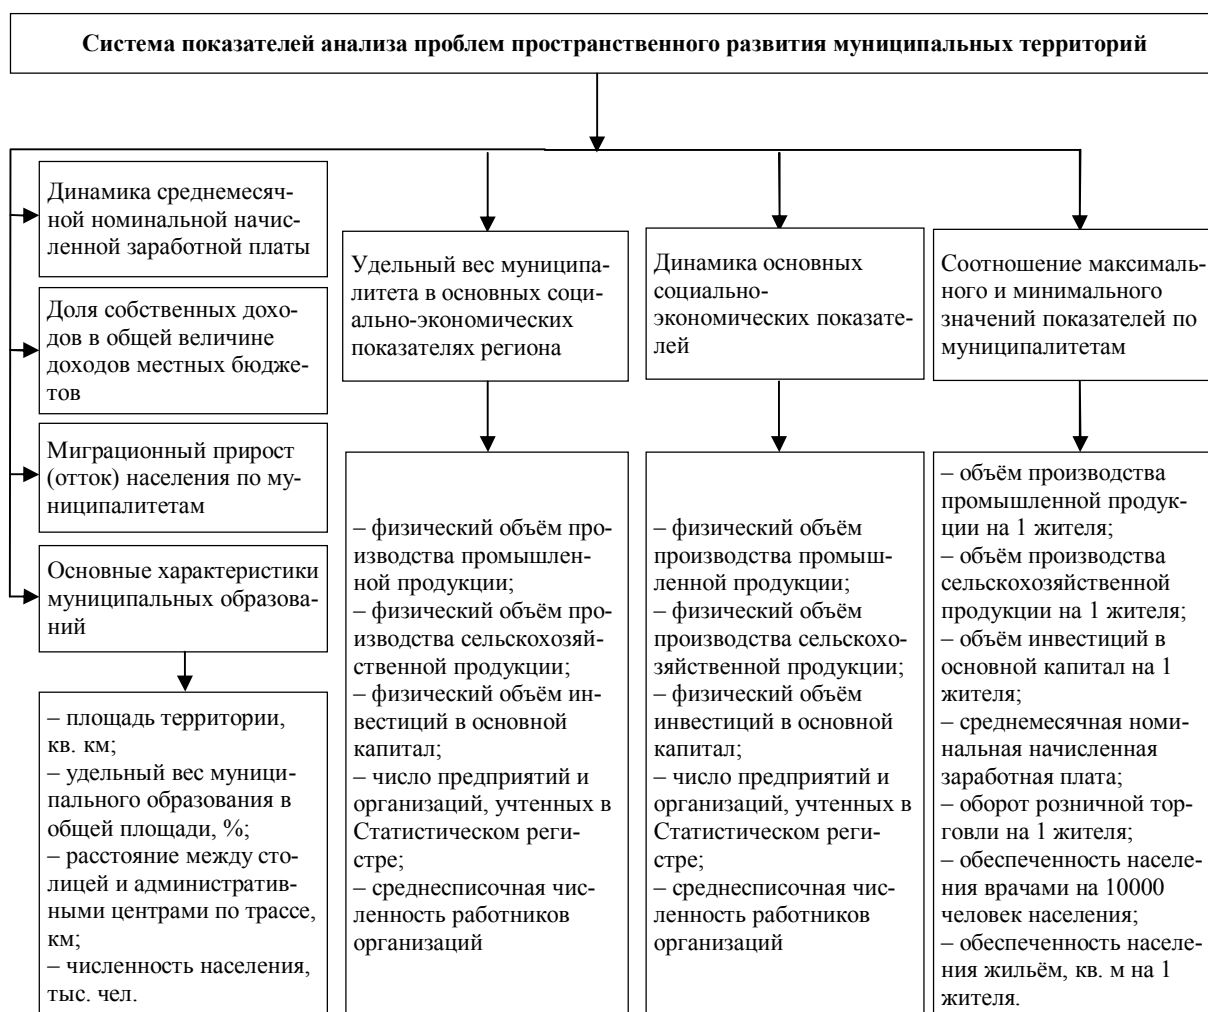 Система показателей анализа проблем пространственного развития муниципальных территорий
Динамика среднемесяч-
ной номинальной начис-
ленной заработной платы
Доля собственных дохо-
дов в общей величине
доходов местных бюдже-
тов
Миграционный прирост
(отток) населения по му-
ниципалитетам
Основные характеристики
муниципальных образова-
ний
– площадь территории,
кв. км;
– удельный вес муници-
пального образования в
общей площади, %;
– расстояние между сто-
лицей и административ-
ными центрами по трассе,
км;
– численность населения,
тыс. чел.
Удельный вес муниципа-
литета в основных соци-
ально-экономических
показателях региона
– физический объём про-
изводства промышлен-
ной продукции;
– физический объём про-
изводства сельскохозяй-
ственной продукции;
– физический объём ин-
вестиций в основной
капитал;
– число предприятий и
организаций, учтенных в
Статистическом реги-
стре;
– среднесписочная чис-
ленность работников
организаций
Динамика основных
социально-
экономических показате-
лей
– физический объём
производства промыш-
ленной продукции;
– физический объём
производства сельскохо-
зяйственной продукции;
– физический объём
инвестиций в основной
капитал;
– число предприятий и
организаций, учтенных в
Статистическом реги-
стре;
– среднесписочная чис-
ленность работников
организаций
Соотношение максималь-
ного и минимального
значений показателей по
муниципалитетам
– объём производства
промышленной продук-
ции на 1 жителя;
– объём производства
сельскохозяйственной
продукции на 1 жителя;
– объём инвестиций в
основной капитал на 1
жителя;
– среднемесячная номи-
нальная начисленная
заработная плата;
– оборот розничной тор-
говли на 1 жителя;
– обеспеченность населе-
ния врачами на 10000
человек населения;
– обеспеченность населе-
ния жильём, кв. м на 1
жителя.